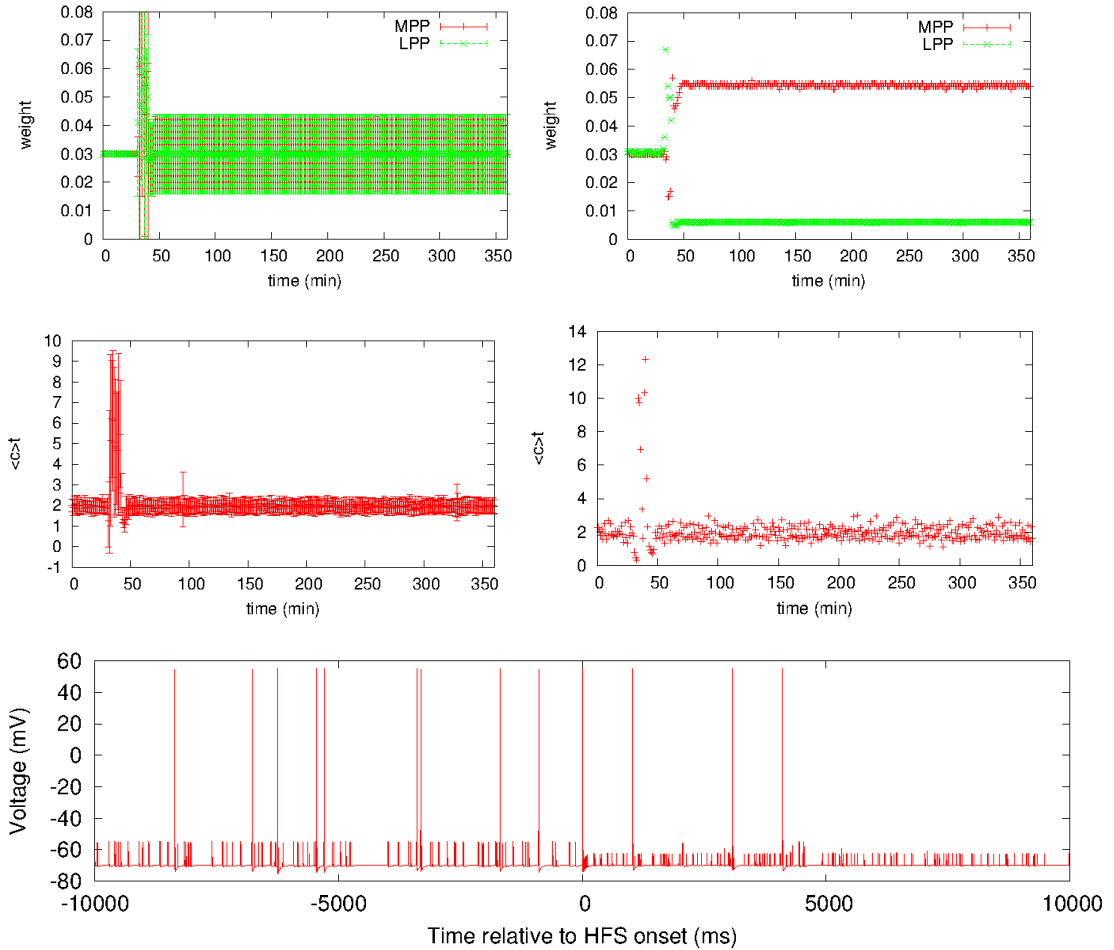 0.08
0.07
0.06
0.05
0.04
0.03
0.02
0.01
0
weight
MPP
LPP
0 50 100 150 200 250 300 350
time (min)
0.08
0.07
0.06
0.05
0.04
0.03
0.02
0.01
0
weight
MPP
LPP
0 50 100 150 200 250 300 350
time (min)
10
9
8
7
6
5
4
3
2
1
0
-1
<c>t
0 50 100 150 200 250 300 350
time (min)
14
12
10
8
6
4
2
0
<c>t
0 50 100 150 200 250 300 350
time (min)
60
40
20
0
-20
-40
-60
-80
Voltage (mV)
-10000 -5000 0 5000 10000
Time relative to HFS onset (ms)